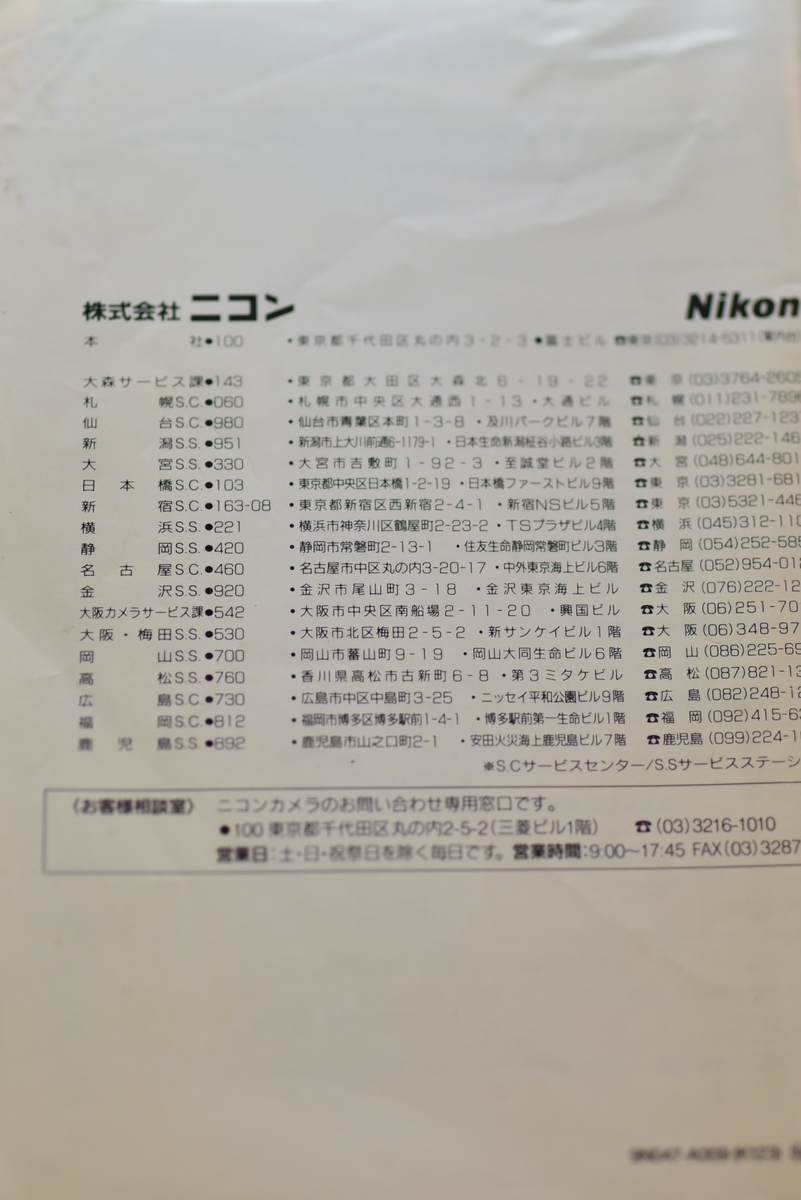 株式会社 ニコン Nikon
本 社●100 ・東京都千代田区丸の内3-2-3 ●富士ビル ☎東京(03)3214-5311
大森サービス課●143 ・東京都大田区大森北6-19-22 ☎東 京(03)3764-2605
札 幌S.C.●060 ・札幌市中央区大通西1-13・大通ビル ☎札 幌(011)231-7896
仙 台S.C.●980 ・仙台市青葉区本町1-3-8 ・及川パークビル7階 ☎仙 台(022)227-123
新 潟S.S.●951 ・新潟市上大川前通6-1179-1 ・日本生命新潟柾谷小路ビル3階 ☎新 潟(025)222-146
大 宮S.S.●330 ・大宮市吉敷町1-92-3 ・至誠堂ビル2階 ☎大 宮(048)644-801
日本橋S.C.●103 ・東京都中央区日本橋1-2-19 ・日本橋ファーストビル9階 ☎東 京(03)3281-681
新 宿S.C.●163-08 ・東京都新宿区西新宿2-4-1 ・新宿NSビル5階 ☎東 京(03)5321-446
横 浜S.S.●221 ・横浜市神奈川区鶴屋町2-23-2 ・TSプラザビル4階 ☎横 浜(045)312-110
静 岡S.S.●420 ・静岡市常磐町2-13-1 ・住友生命静岡常磐町ビル3階 ☎静 岡(054)252-585
名古屋S.C.●460 ・名古屋市中区丸の内3-20-17 ・中外東京海上ビル6階 ☎名古屋(052)954-01
金 沢S.S.●920 ・金沢市尾山町3-18 ・金沢東京海上ビル ☎金 沢(076)222-12
大阪カメラサービス課●542 ・大阪市中央区南船場2-11-20 ・興国ビル ☎大 阪(06)251-70
大阪・梅田S.S.●530 ・大阪市北区梅田2-5-2 ・新サンケイビル1階 ☎大 阪(06)348-97
岡 山S.S.●700 ・岡山市蕃山町9-19 ・岡山大同生命ビル6階 ☎岡 山(086)225-69
高 松S.S.●760 ・香川県高松市古新町6-8 ・第3ミタケビル ☎高 松(087)821-13
広 島S.C.●730 ・広島市中区中島町3-25 ・ニッセイ平和公園ビル9階 ☎広 島(082)248-12
福 岡S.C.●812 ・福岡市博多区博多駅前1-4-1 ・博多駅前第一生命ビル1階 ☎福 岡(092)415-63
鹿児島S.S.●892 ・鹿児島市山之口町2-1 ・安田火災海上鹿児島ビル7階 ☎鹿児島(099)224-1
※S.Cサービスセンター/S.Sサービスステーシ
〈お客様相談室〉 ニコンカメラのお問い合わせ専用窓口です。
●100 東京都千代田区丸の内2-5-2(三菱ビル1階) ☎(03)3216-1010
営業日:土・日・祝祭日を除く毎日です。営業時間:9:00〜17:45 FAX(03)3287